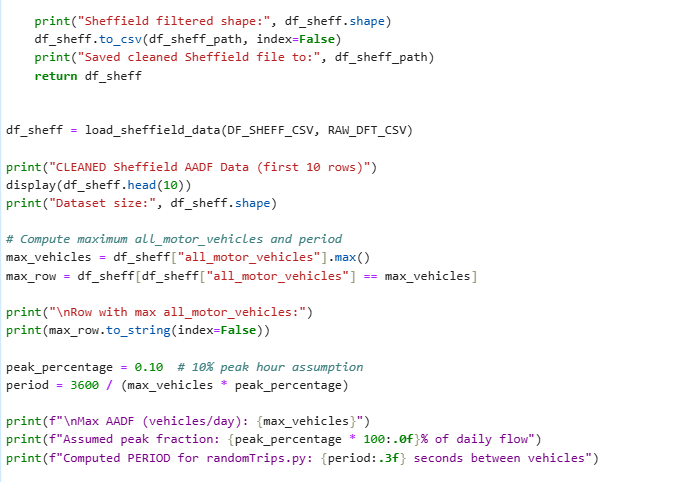 print("Sheffield filtered shape:", df_sheff.shape)
df_sheff.to_csv(df_sheff_path, index=False)
print("Saved cleaned Sheffield file to:", df_sheff_path)
return df_sheff
df_sheff = load_sheffield_data(DF_SHEFF_CSV, RAW_DFT_CSV)
print("CLEANED Sheffield AADF Data (first 10 rows)")
display(df_sheff.head(10))
print("Dataset size:", df_sheff.shape)
# Compute maximum all_motor_vehicles and period
max_vehicles = df_sheff["all_motor_vehicles"].max()
max_row = df_sheff[df_sheff["all_motor_vehicles"] == max_vehicles]
print("\nRow with max all_motor_vehicles:")
print(max_row.to_string(index=False))
peak_percentage = 0.10  # 10% peak hour assumption
period = 3600 / (max_vehicles * peak_percentage)
print(f"\nMax AADF (vehicles/day): {max_vehicles}")
print(f"Assumed peak fraction: {peak_percentage * 100:.0f}% of daily flow")
print(f"Computed PERIOD for randomTrips.py: {period:.3f} seconds between vehicles")